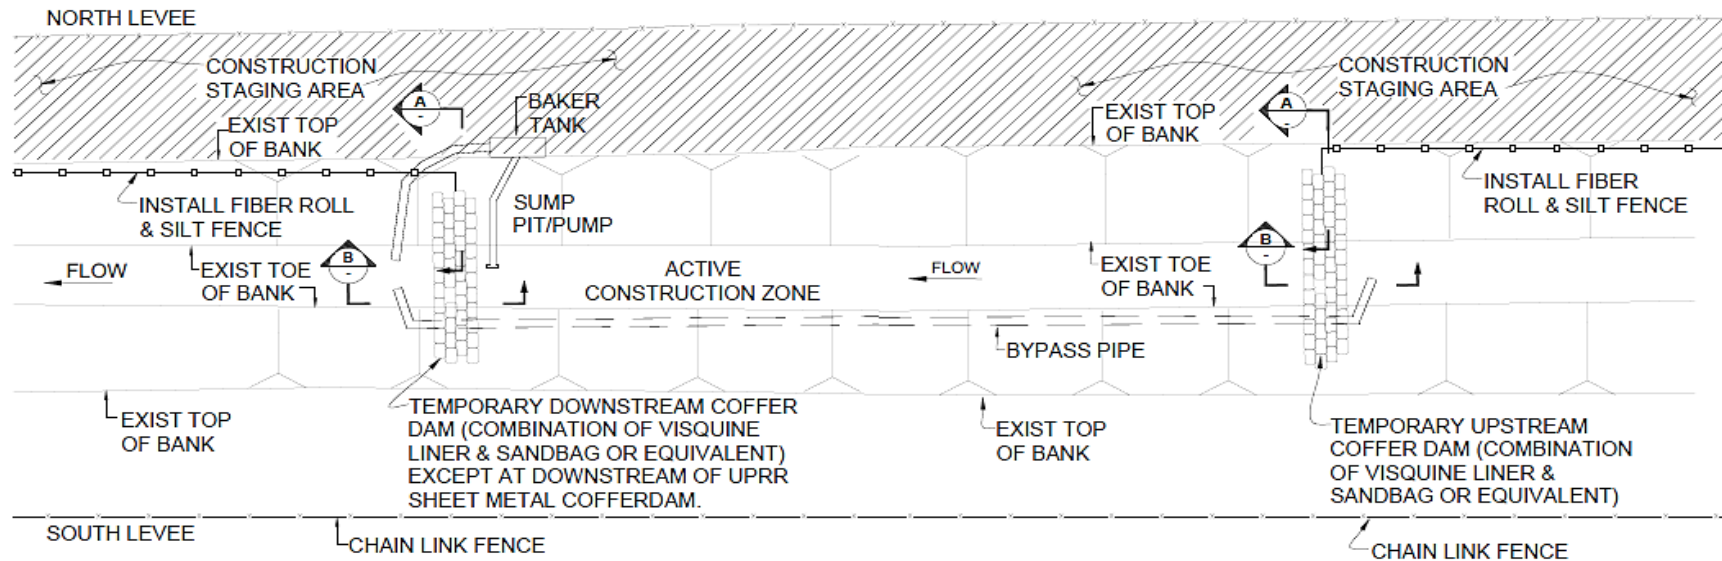 NORTH LEVEE
CONSTRUCTION
STAGING AREA
A
-
BAKER
TANK
EXIST TOP
OF BANK
CONSTRUCTION
STAGING AREA
A
-
EXIST TOP
OF BANK
INSTALL FIBER ROLL
& SILT FENCE
SUMP
PIT/PUMP
INSTALL FIBER
ROLL & SILT FENCE
B
-
B
-
FLOW
EXIST TOE
OF BANK
ACTIVE
CONSTRUCTION ZONE
FLOW
EXIST TOE
OF BANK
BYPASS PIPE
EXIST TOP
OF BANK
TEMPORARY DOWNSTREAM COFFER
DAM (COMBINATION OF VISQUINE
LINER & SANDBAG OR EQUIVALENT)
EXCEPT AT DOWNSTREAM OF UPRR
SHEET METAL COFFERDAM.
EXIST TOP
OF BANK
TEMPORARY UPSTREAM
COFFER DAM (COMBINATION
OF VISQUINE LINER &
SANDBAG OR EQUIVALENT)
SOUTH LEVEE
CHAIN LINK FENCE
CHAIN LINK FENCE